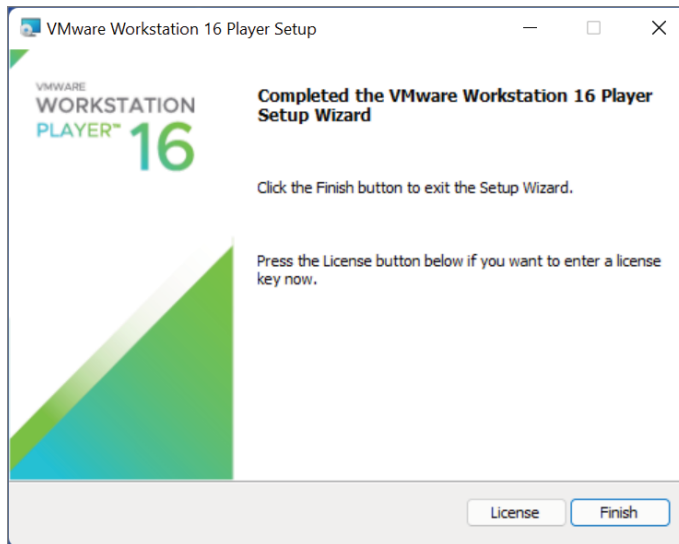 VMware Workstation 16 Player Setup
VMWARE
WORKSTATION
PLAYER™ 16
Completed the VMware Workstation 16 Player
Setup Wizard
Click the Finish button to exit the Setup Wizard.
Press the License button below if you want to enter a license
key now.
License
Finish